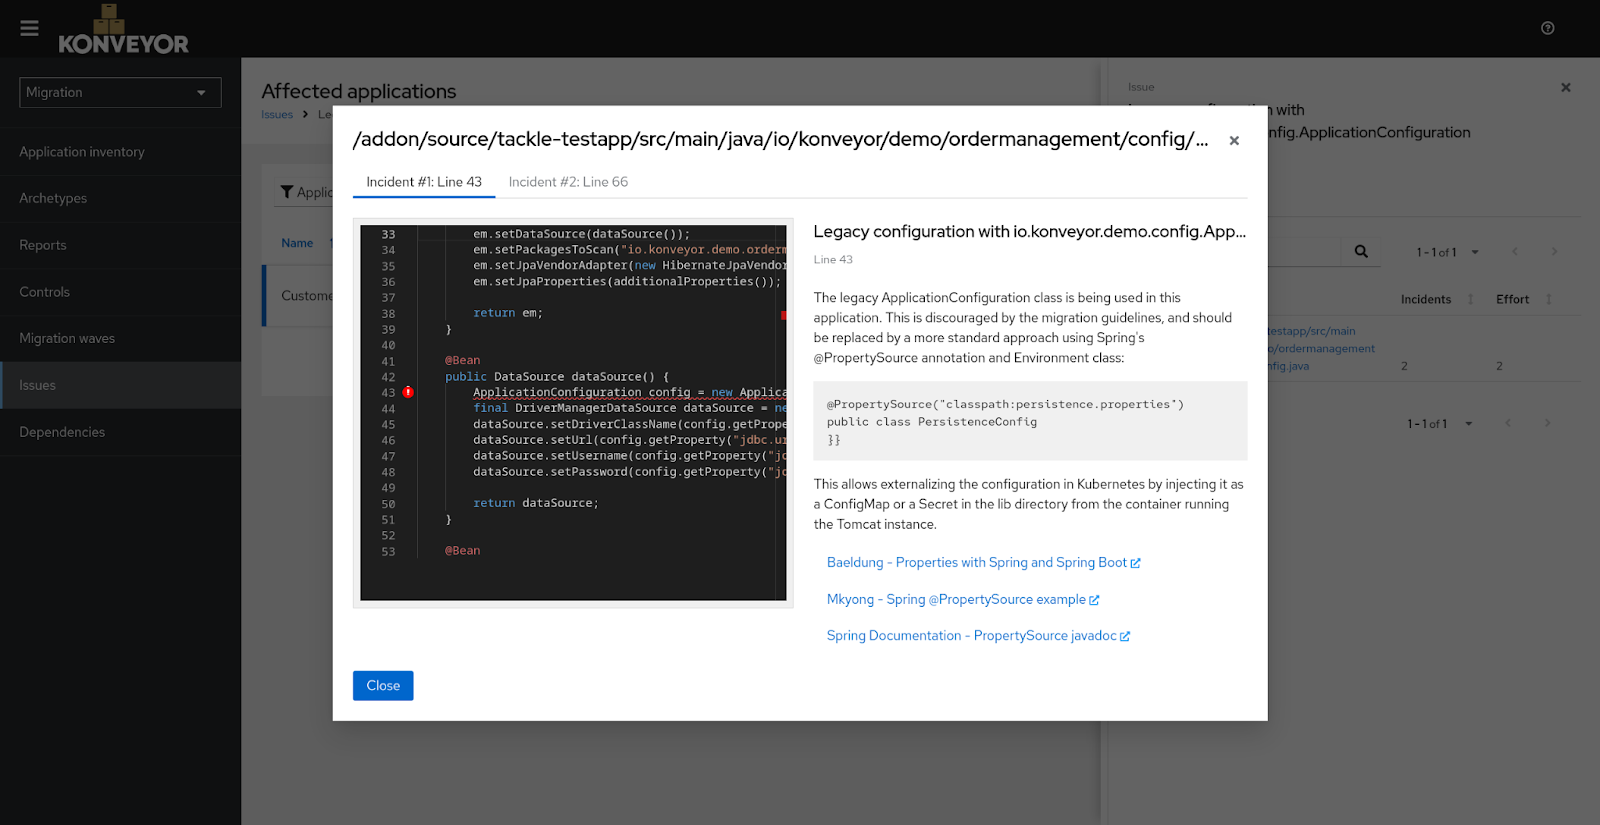 KONVEYOR
Migration
Application inventory
Archetypes
Reports
Controls
Migration waves
Issues
Dependencies
Affected applications
Issues
Name
Issue
with
nfig.ApplicationConfiguration
1-1 of 1
Incidents
Effort
testapp/src/main
o/ordermanagement
nfig.java
2
2
1-1 of 1
/addon/source/tackle-testapp/src/main/java/io/konveyor/demo/ordermanagement/config/...
Incident #1: Line 43
Incident #2: Line 66
33 em.setDataSource(dataSource());
34 em.setPackagesToScan("io.konveyor.demo.orderm
35 em.setJpaVendorAdapter(new HibernateJpaVendor
36 em.setJpaProperties(additionalProperties());
37
38 return em;
39 }
40
41 @Bean
42 public DataSource dataSource() {
43 ApplicationConfiguration config = new Applica
44 final DriverManagerDataSource dataSource = ne
45 dataSource.setDriverClassName(config.getPrope
46 dataSource.setUrl(config.getProperty("jdbc.ur
47 dataSource.setUsername(config.getProperty("jd
48 dataSource.setPassword(config.getProperty("jd
49
50 return dataSource;
51 }
52
53 @Bean
Legacy configuration with io.konveyor.demo.config.App...
Line 43
The legacy ApplicationConfiguration class is being used in this
application. This is discouraged by the migration guidelines, and should
be replaced by a more standard approach using Spring's
@PropertySource annotation and Environment class:
@PropertySource("classpath:persistence.properties")
public class PersistenceConfig
}}
This allows externalizing the configuration in Kubernetes by injecting it as
a ConfigMap or a Secret in the lib directory from the container running
the Tomcat instance.
Baeldung - Properties with Spring and Spring Boot
Mkyong - Spring @PropertySource example
Spring Documentation - PropertySource javadoc
Close